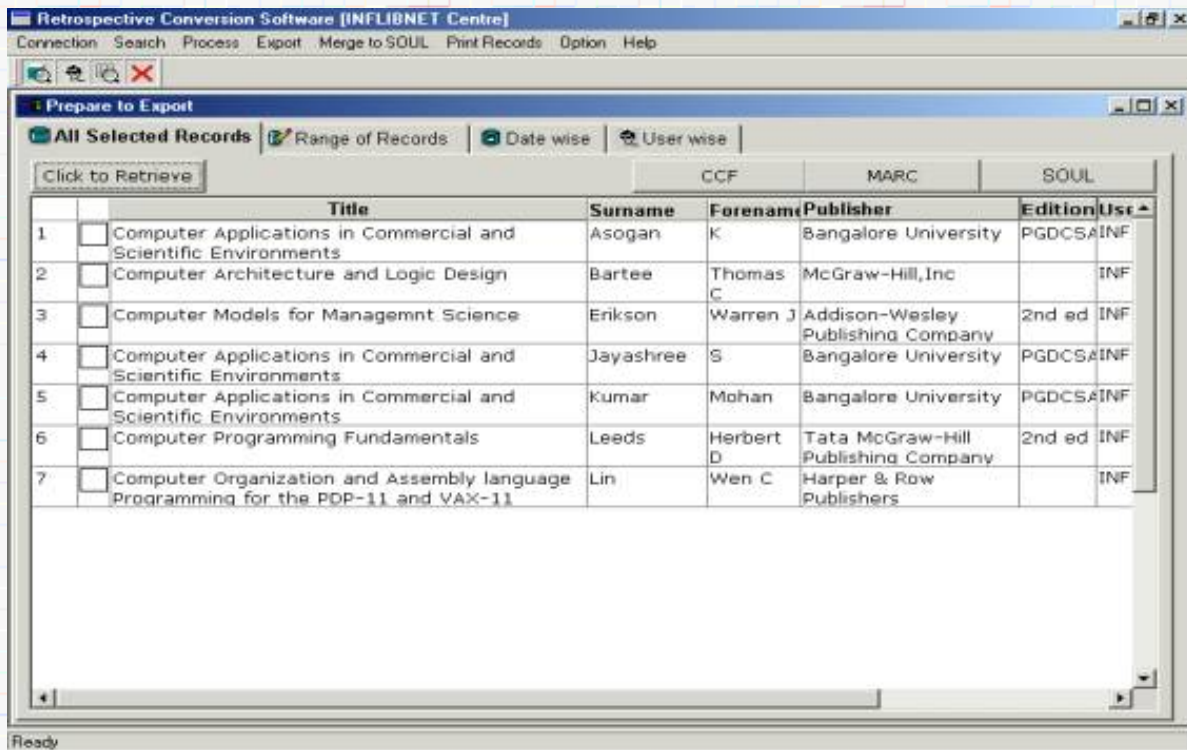 Retrospective Conversion Software [INFLIBNET Centre]
Connection Search Process Export Merge to SOUL Print Records Option Help
Prepare to Export
All Selected Records Range of Records Date wise User wise
Click to Retrieve CCF MARC SOUL
Title Surname Forenam Publisher Edition Use
1 Computer Applications in Commercial and Asogan K Bangalore University PGDCSA INF
Scientific Environments
2 Computer Architecture and Logic Design Bartee Thomas McGraw-Hill,Inc INF
C
3 Computer Models for Managemnt Science Erikson Warren J Addison-Wesley 2nd ed INF
Publishing Company
4 Computer Applications in Commercial and Jayashree S Bangalore University PGDCSA INF
Scientific Environments
5 Computer Applications in Commercial and Kumar Mohan Bangalore University PGDCSA INF
Scientific Environments
6 Computer Programming Fundamentals Leeds Herbert Tata McGraw-Hill 2nd ed INF
D Publishing Company
7 Computer Organization and Assembly language Lin Wen C Harper & Row INF
Programming for the PDP-11 and VAX-11 Publishers
Ready